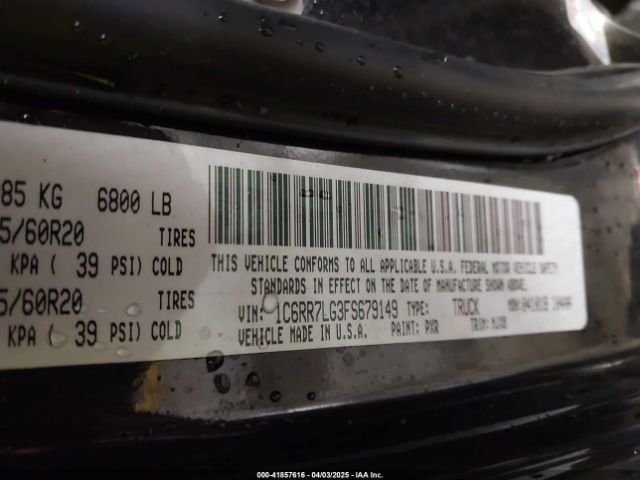 85 KG 6800 LB
5/60R20 TIRES
KPA ( 39 PSI) COLD
5/60R20 TIRES
KPA ( 39 PSI) COLD
THIS VEHICLE CONFORMS TO ALL APPLICABLE U.S.A. FEDERAL MOTOR VEHICLE SAFETY
STANDARDS IN EFFECT ON THE DATE OF MANUFACTURE SHOWN ABOVE.
VIN: 1C6RR7LG3FS679149 TYPE: TRUCK
VEHICLE MADE IN U.S.A. PAINT: PXR TRIM:
000-41857616 04/03/2025 IAA Inc.